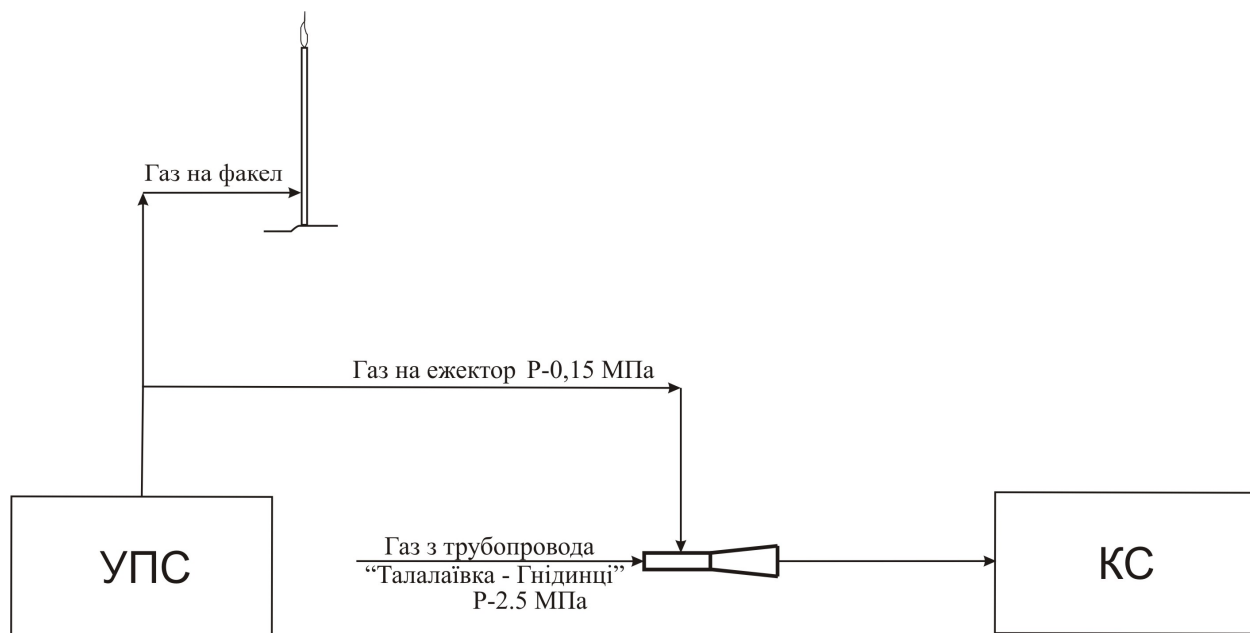 Газ на факел
Газ на ежектор Р-0,15 МПа
УПС
Газ з трубопровода
“Талалаївка - Гнідинці”
Р-2.5 МПа
КС